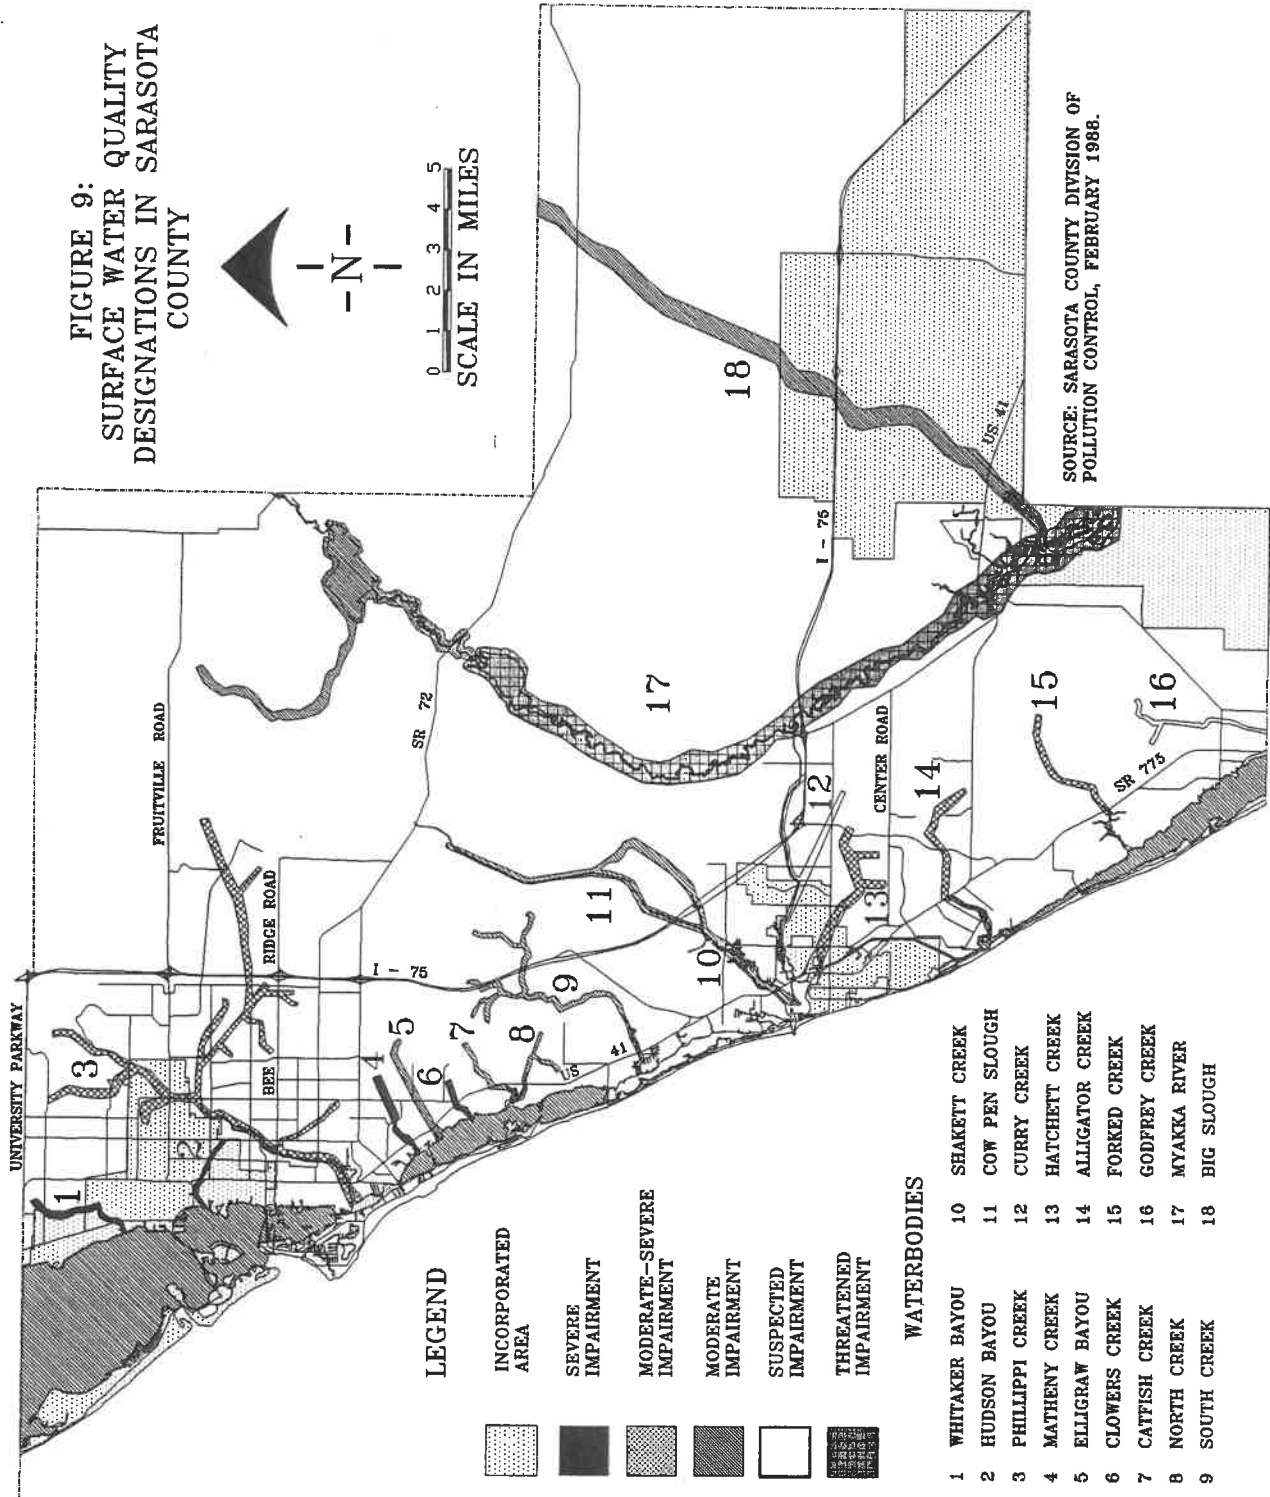 FIGURE 9:
SURFACE WATER QUALITY
DESIGNATIONS IN SARASOTA
COUNTY
-N-
0 1 2 3 4 5
SCALE IN MILES
UNIVERSITY PARKWAY
FRUITVILLE ROAD
BEE RIDGE ROAD
I - 75
SR 72
US 41
I - 75
CENTER ROAD
US 41
SR 775
1
2
3
4
5
6
7
8
9
10
11
12
13
14
15
16
17
18
SOURCE: SARASOTA COUNTY DIVISION OF
POLLUTION CONTROL, FEBRUARY 1988.
LEGEND
INCORPORATED
AREA
SEVERE
IMPAIRMENT
MODERATE-SEVERE
IMPAIRMENT
MODERATE
IMPAIRMENT
SUSPECTED
IMPAIRMENT
THREATENED
IMPAIRMENT
WATERBODIES
1 WHITAKER BAYOU
2 HUDSON BAYOU
3 PHILLIPPI CREEK
4 MATHENY CREEK
5 ELLIGRAW BAYOU
6 CLOWERS CREEK
7 CATFISH CREEK
8 NORTH CREEK
9 SOUTH CREEK
10 SHAKETT CREEK
11 COW PEN SLOUGH
12 CURRY CREEK
13 HATCHETT CREEK
14 ALLIGATOR CREEK
15 FORKED CREEK
16 GODFREY CREEK
17 MYAKKA RIVER
18 BIG SLOUGH